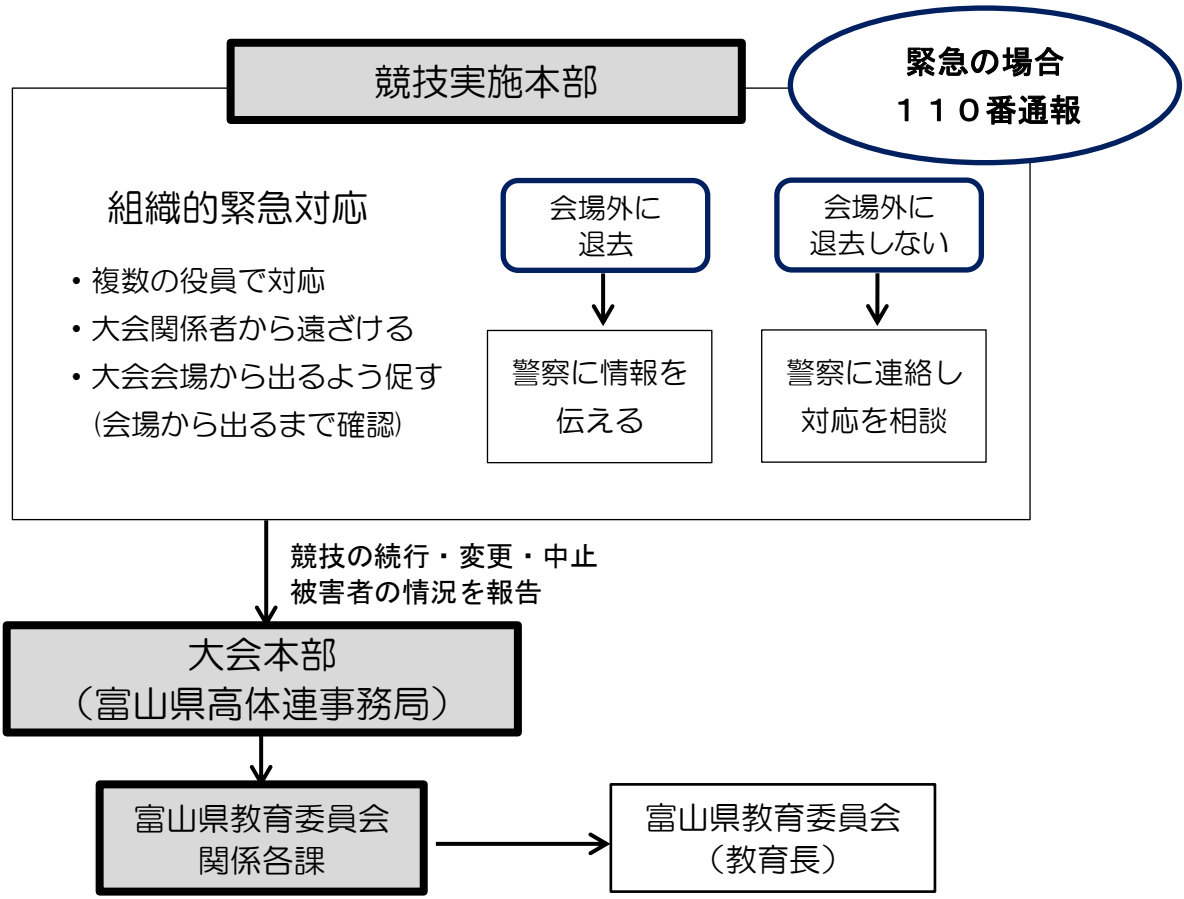 競技実施本部
緊急の場合
１１０番通報
組織的緊急対応
・複数の役員で対応
・大会関係者から遠ざける
・大会会場から出るよう促す
(会場から出るまで確認)
会場外に
退去
警察に情報を
伝える
会場外に
退去しない
警察に連絡し
対応を相談
競技の続行・変更・中止
被害者の情況を報告
大会本部
（富山県高体連事務局）
富山県教育委員会
関係各課
富山県教育委員会
（教育長）